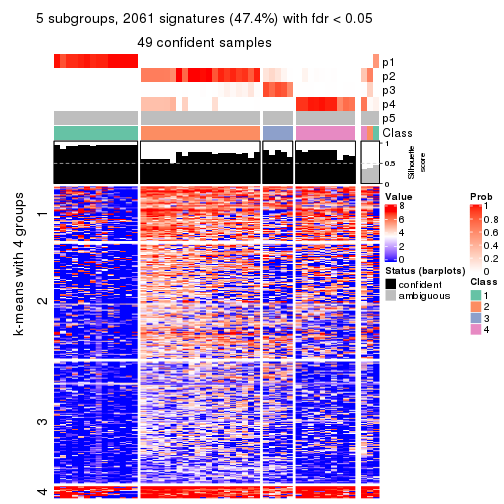 5 subgroups, 2061 signatures (47.4%) with fdr < 0.05
49 confident samples
p1
p2
p3
p4
p5
Class
1
0.5
0
Silhouette
score
k-means with 4 groups
1
2
3
4
Value
8
6
4
2
0
Status (barplots)
confident
ambiguous
Prob
1
0.8
0.6
0.4
0.2
0
Class
1
2
3
4